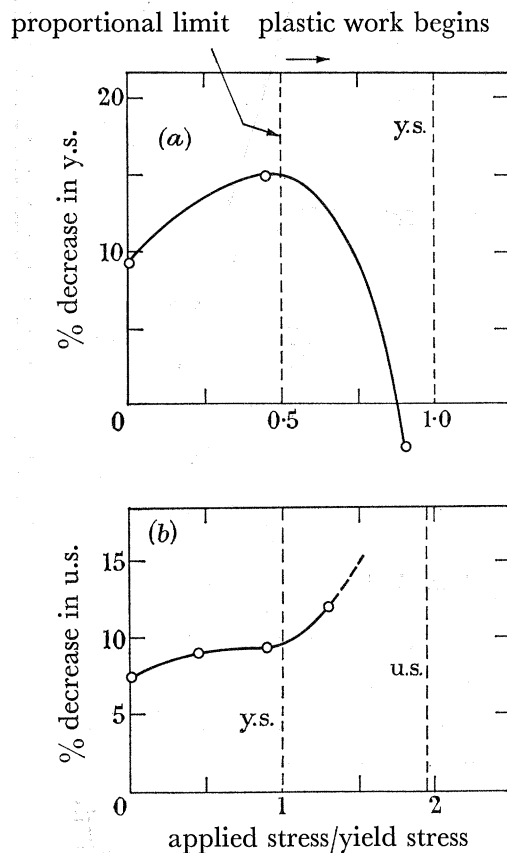 proportional limit plastic work begins
20
(a)
y.s.
10
% decrease in y.s.
0
0
0·5
1·0
(b)
15
10
5
% decrease in u.s.
y.s.
u.s.
0
1
2
applied stress/yield stress